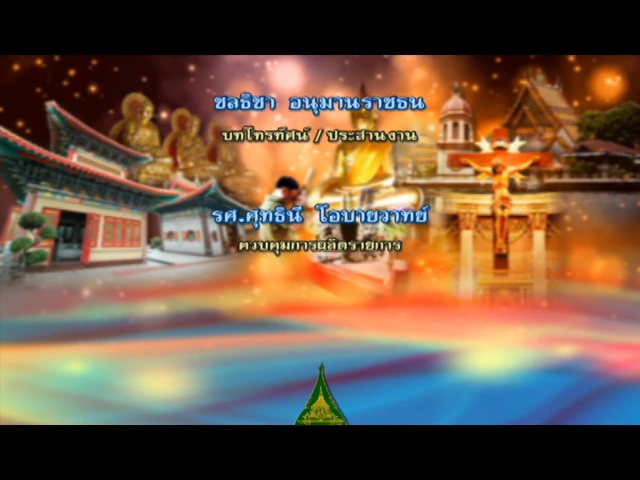 ชลธิชา อนุมานราชธน
บทโทรทัศน์ / ประสานงาน
รศ.ศุทธินี โอบายวาทย์
ควบคุมการผลิตรายการ